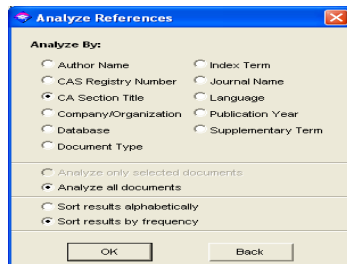 Analyze References
Analyze By:
Author Name
Index Term
CAS Registry Number
Journal Name
CA Section Title
Language
Company/Organization
Publication Year
Database
Supplementary Term
Document Type
Analyze only selected documents
Analyze all documents
Sort results alphabetically
Sort results by frequency
OK
Back